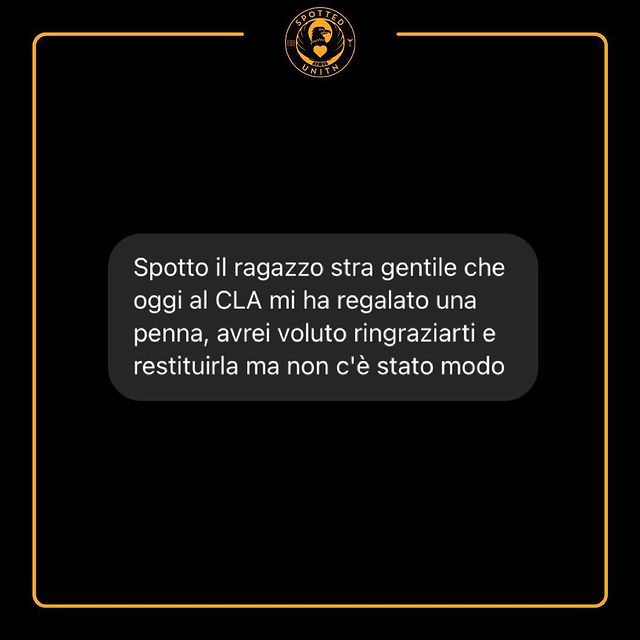 SPOTTED
UNITN
Spotto il ragazzo stra gentile che
oggi al CLA mi ha regalato una
penna, avrei voluto ringraziarti e
restituirla ma non c'è stato modo